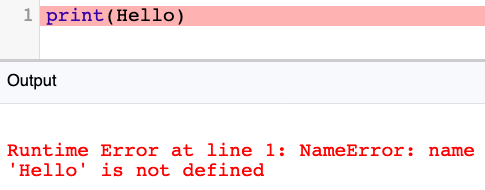 1 print(Hello)
Output
Runtime Error at line 1: NameError: name
'Hello' is not defined